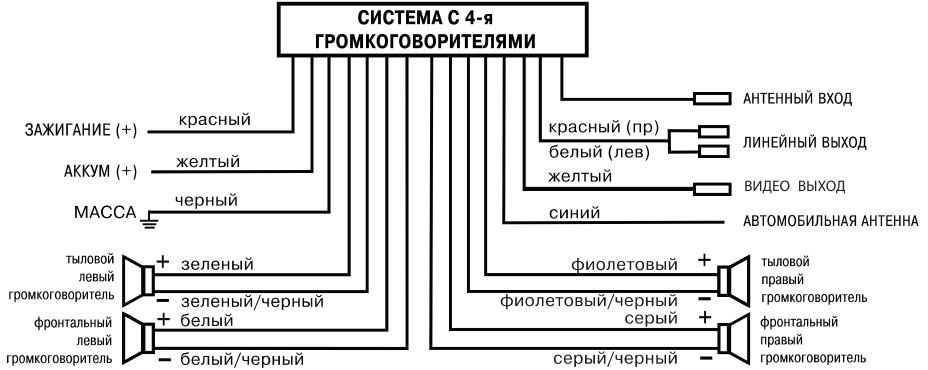 СИСТЕМА С 4-я
ГРОМКОГОВОРИТЕЛЯМИ
ЗАЖИГАНИЕ (+)
красный
АККУМ (+)
желтый
МАССА
черный
тыловой
левый
громкоговоритель
+ зеленый
– зеленый/черный
фронтальный
левый
громкоговоритель
+ белый
– белый/черный
АНТЕННЫЙ ВХОД
красный (пр)
белый (лев)
ЛИНЕЙНЫЙ ВЫХОД
желтый
ВИДЕО ВЫХОД
синий
АВТОМОБИЛЬНАЯ АНТЕННА
фиолетовый +
фиолетовый/черный –
тыловой
правый
громкоговоритель
серый +
серый/черный –
фронтальный
правый
громкоговоритель